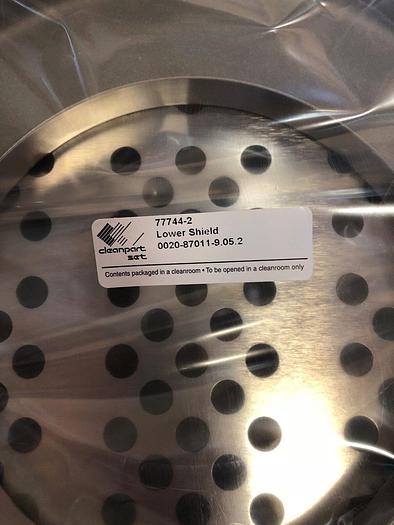 77744-2
Lower Shield
0020-87011-9.05.2
cleanpart
set
Contents packaged in a cleanroom • To be opened in a cleanroom only